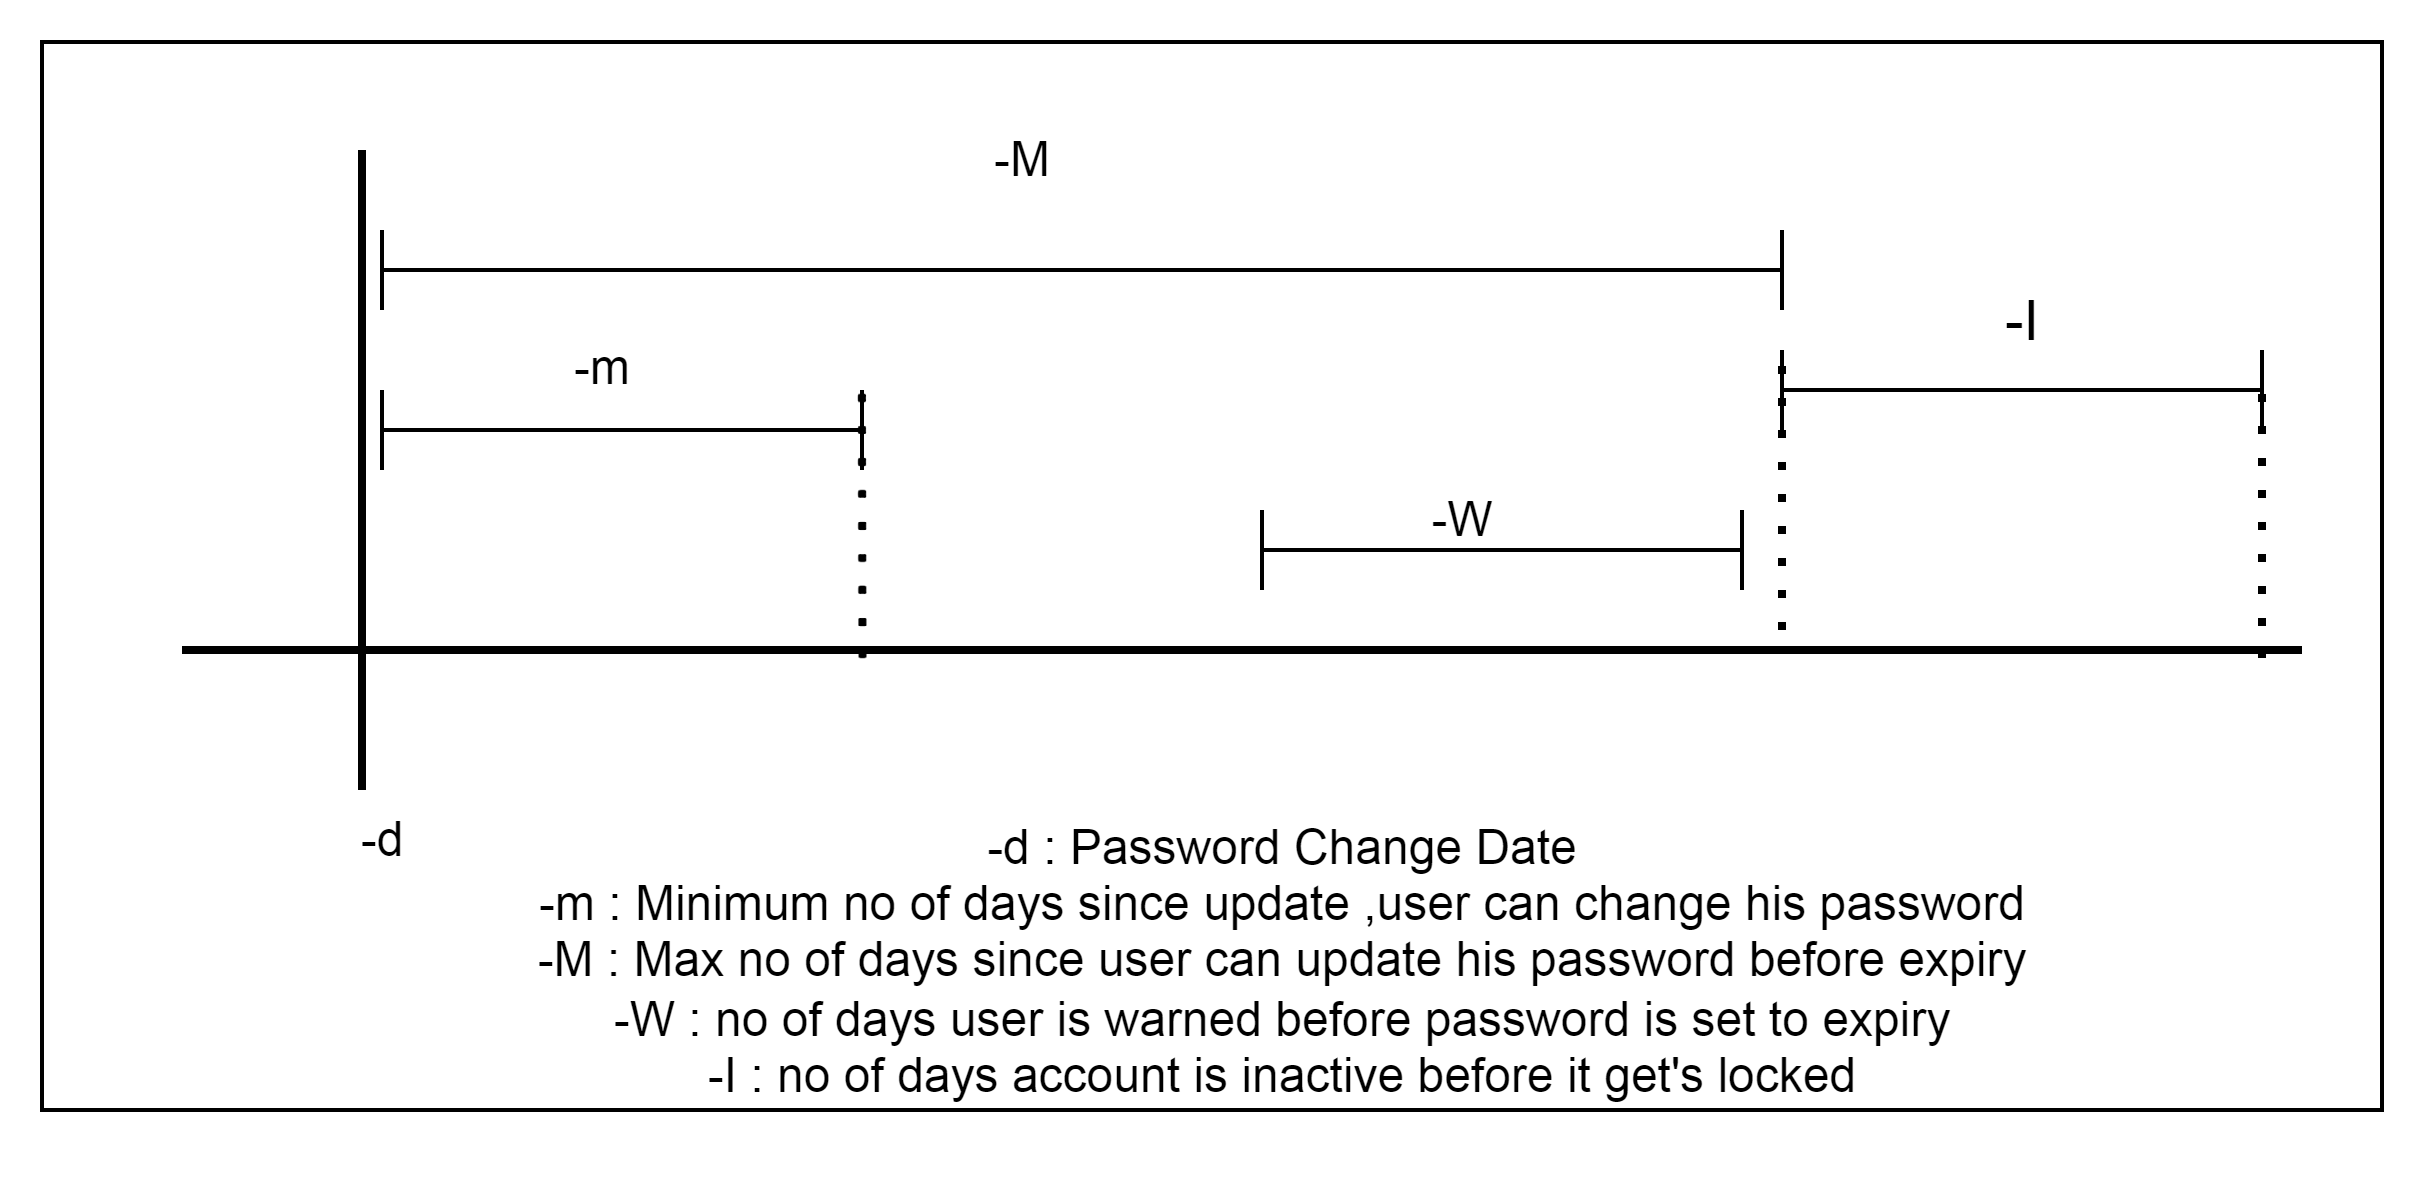 -M
-I
-m
-W
-d
-d : Password Change Date
-m : Minimum no of days since update ,user can change his password
-M : Max no of days since user can update his password before expiry
-W : no of days user is warned before password is set to expiry
-I : no of days account is inactive before it get's locked